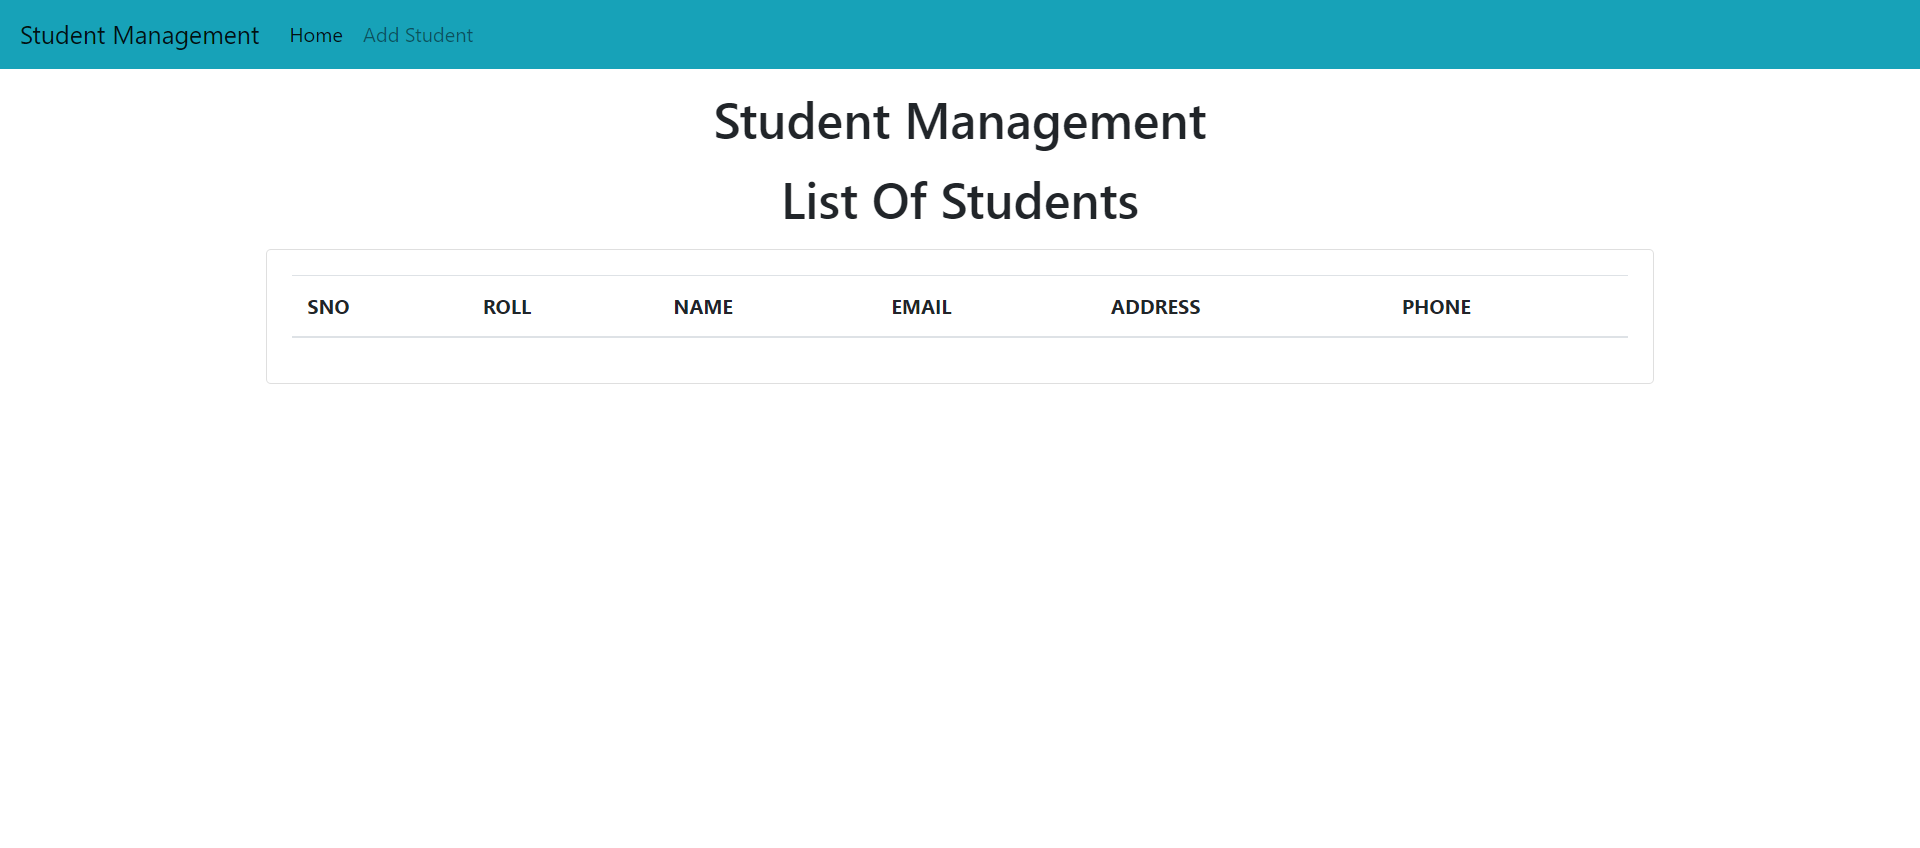 Student Management Home Add Student
Student Management
List Of Students
SNO ROLL NAME EMAIL ADDRESS PHONE